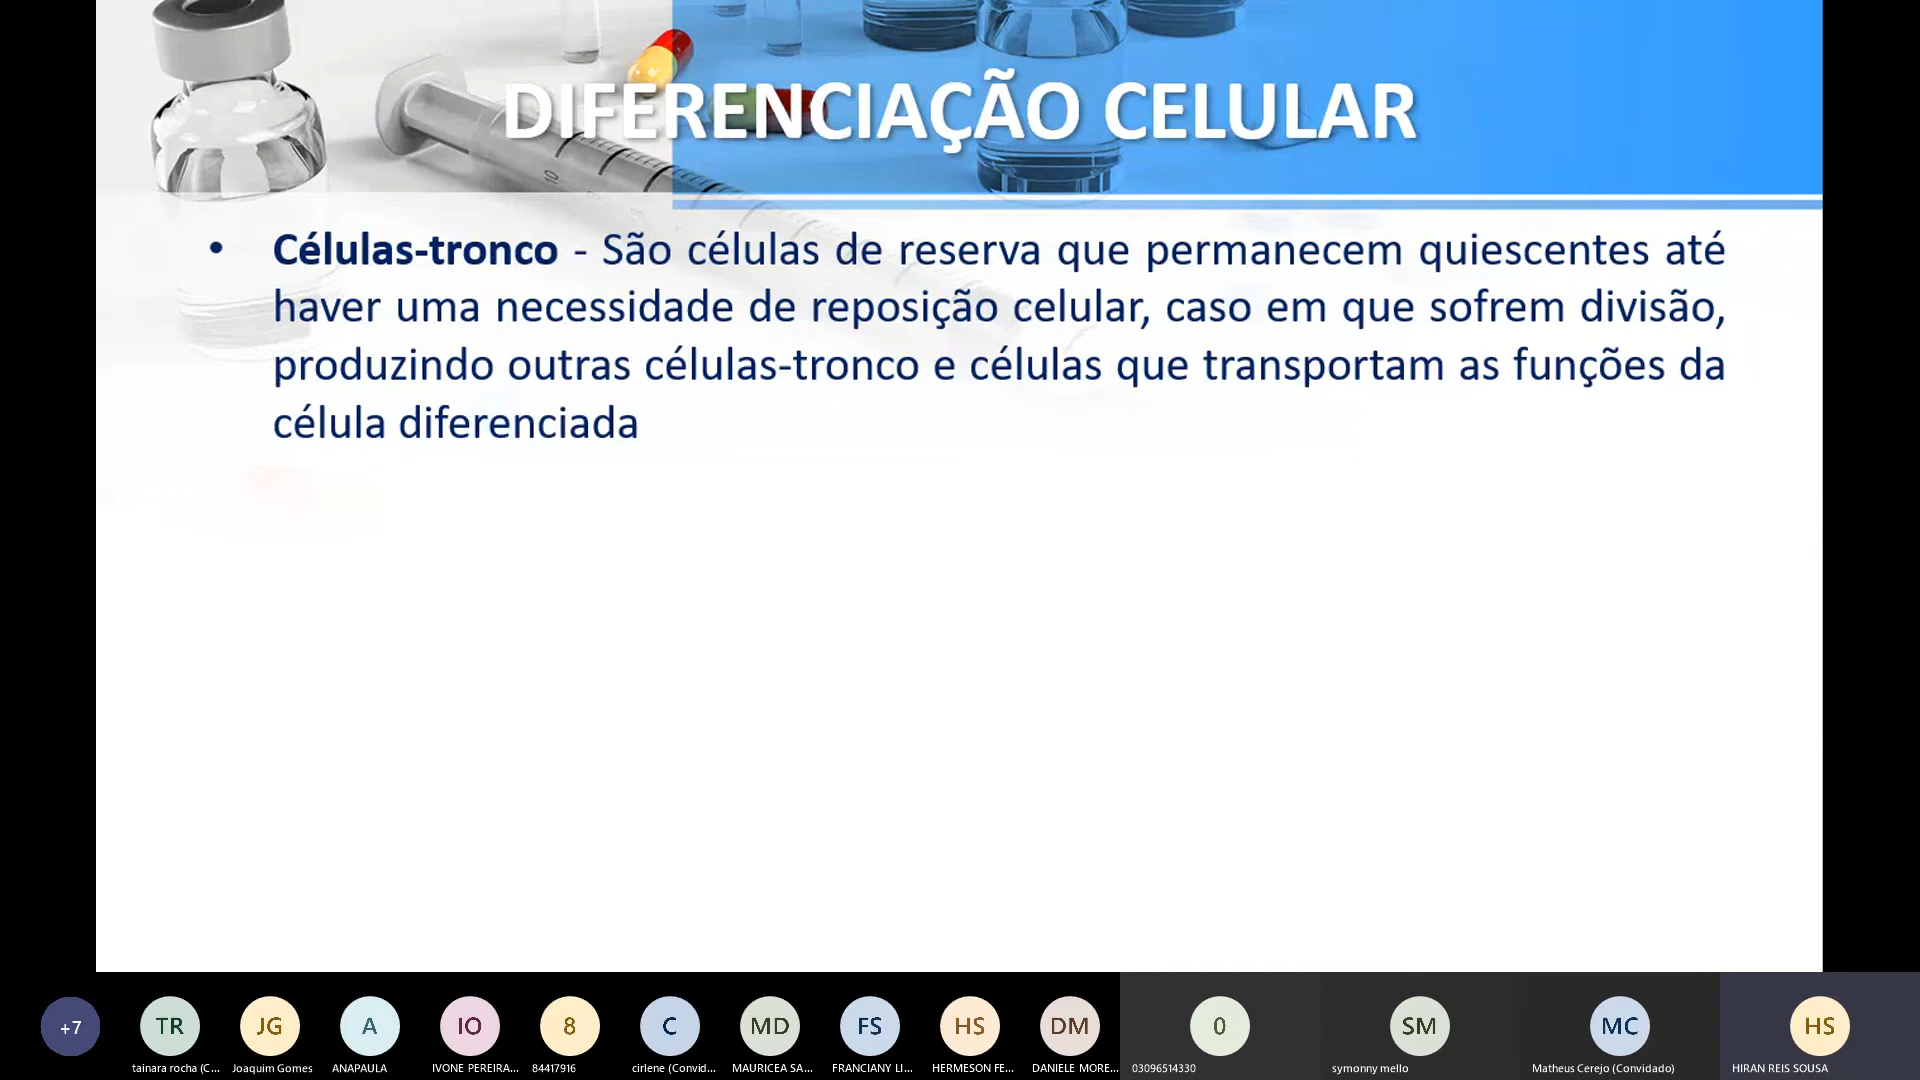 DIFERENCIAÇÃO CELULAR
• Células-tronco - São células de reserva que permanecem quiescentes até
haver uma necessidade de reposição celular, caso em que sofrem divisão,
produzindo outras células-tronco e células que transportam as funções da
célula diferenciada
10
+7 TR JG A IO 8 C MD FS HS DM 0 SM MC HS
tainara rocha (C... Joaquim Gomes ANAPAULA IVONE PEREIRA... 84417916 cirlene (Convid... MAURICEA SA... FRANCIANY LI... HERMESON FE... DANIELE MORE... 03096514330 symonny mello Matheus Cerejo (Convidado) HIRAN REIS SOUSA